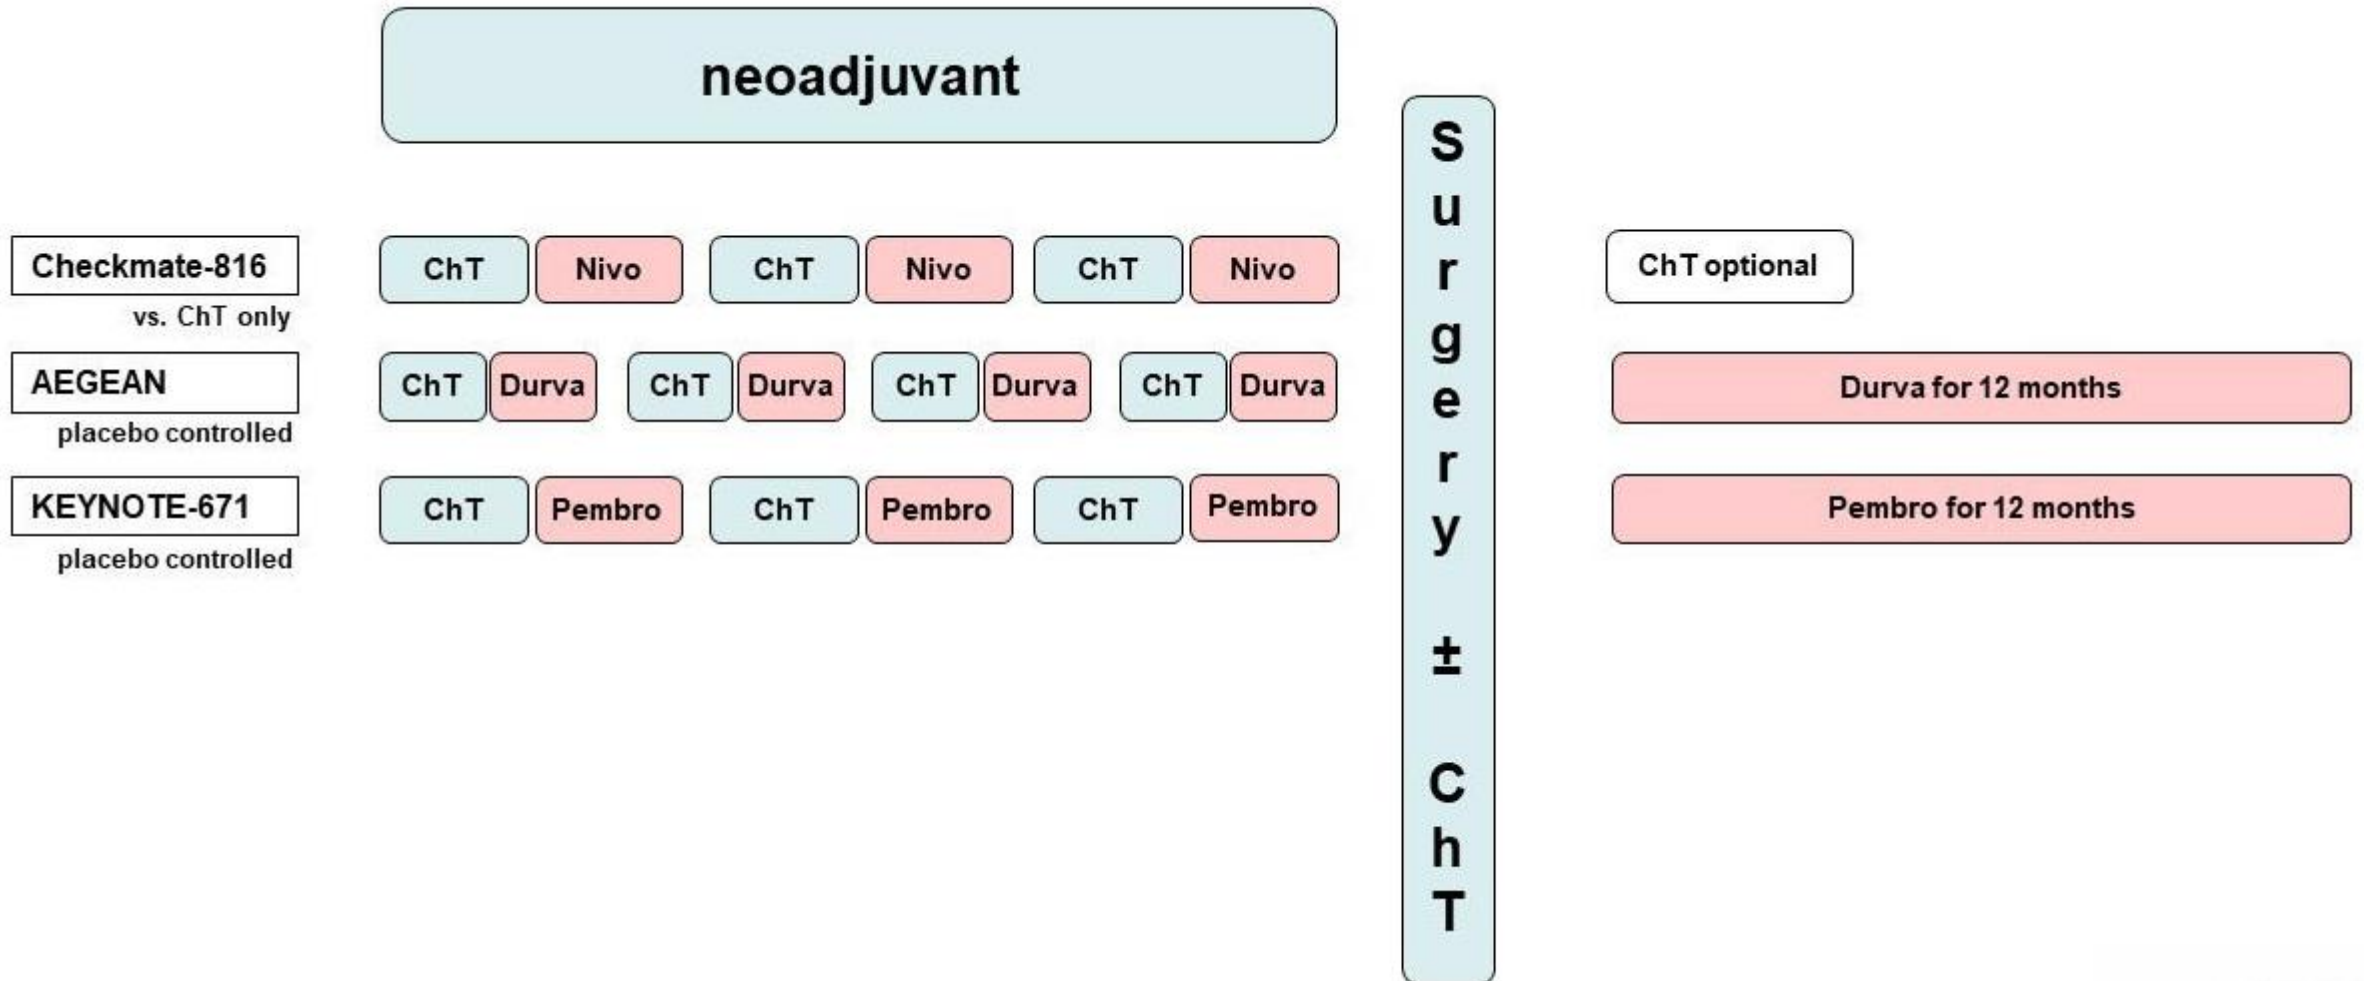 neoadjuvant
Surgery ± ChT
Checkmate-816
vs. ChT only
ChT Nivo ChT Nivo ChT Nivo
ChT optional
AEGEAN
placebo controlled
ChT Durva ChT Durva ChT Durva ChT Durva
Durva for 12 months
KEYNOTE-671
placebo controlled
ChT Pembro ChT Pembro ChT Pembro
Pembro for 12 months